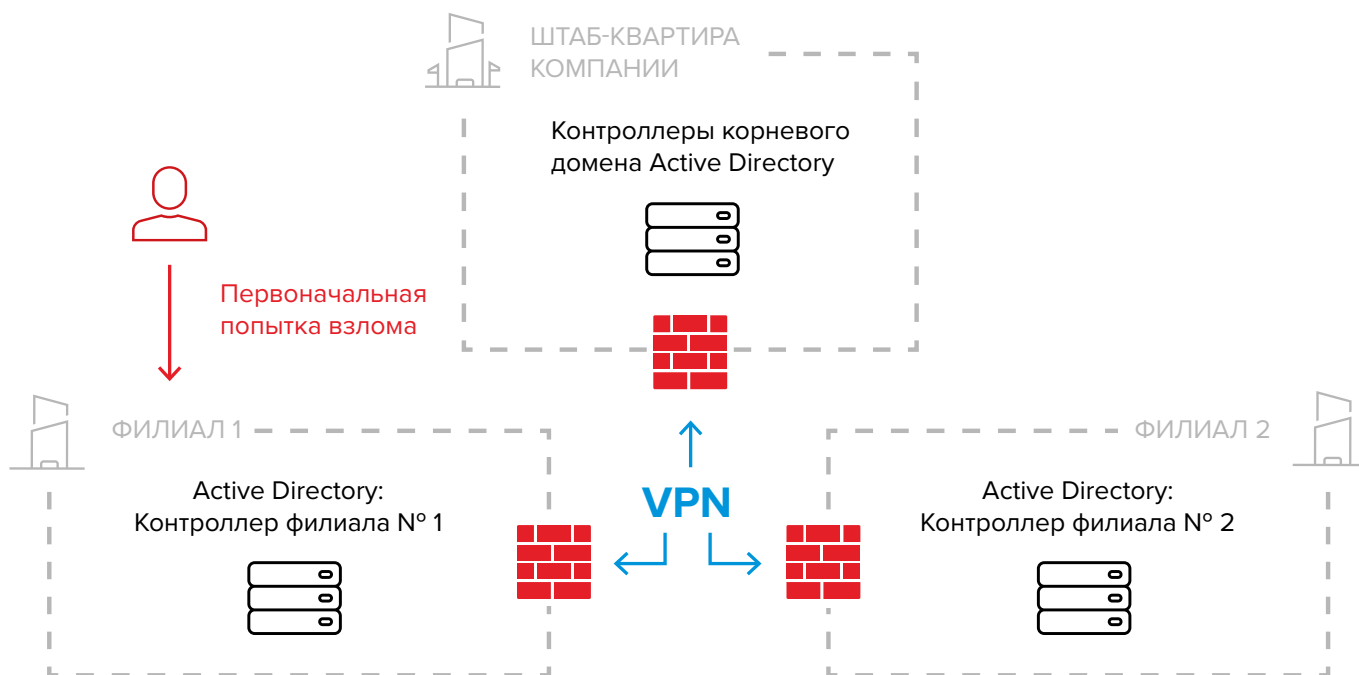 ШТАБ-КВАРТИРА
КОМПАНИИ
Контроллеры корневого
домена Active Directory
Первоначальная
попытка взлома
ФИЛИАЛ 1
ФИЛИАЛ 2
Active Directory:
Контроллер филиала № 1
VPN
Active Directory:
Контроллер филиала № 2